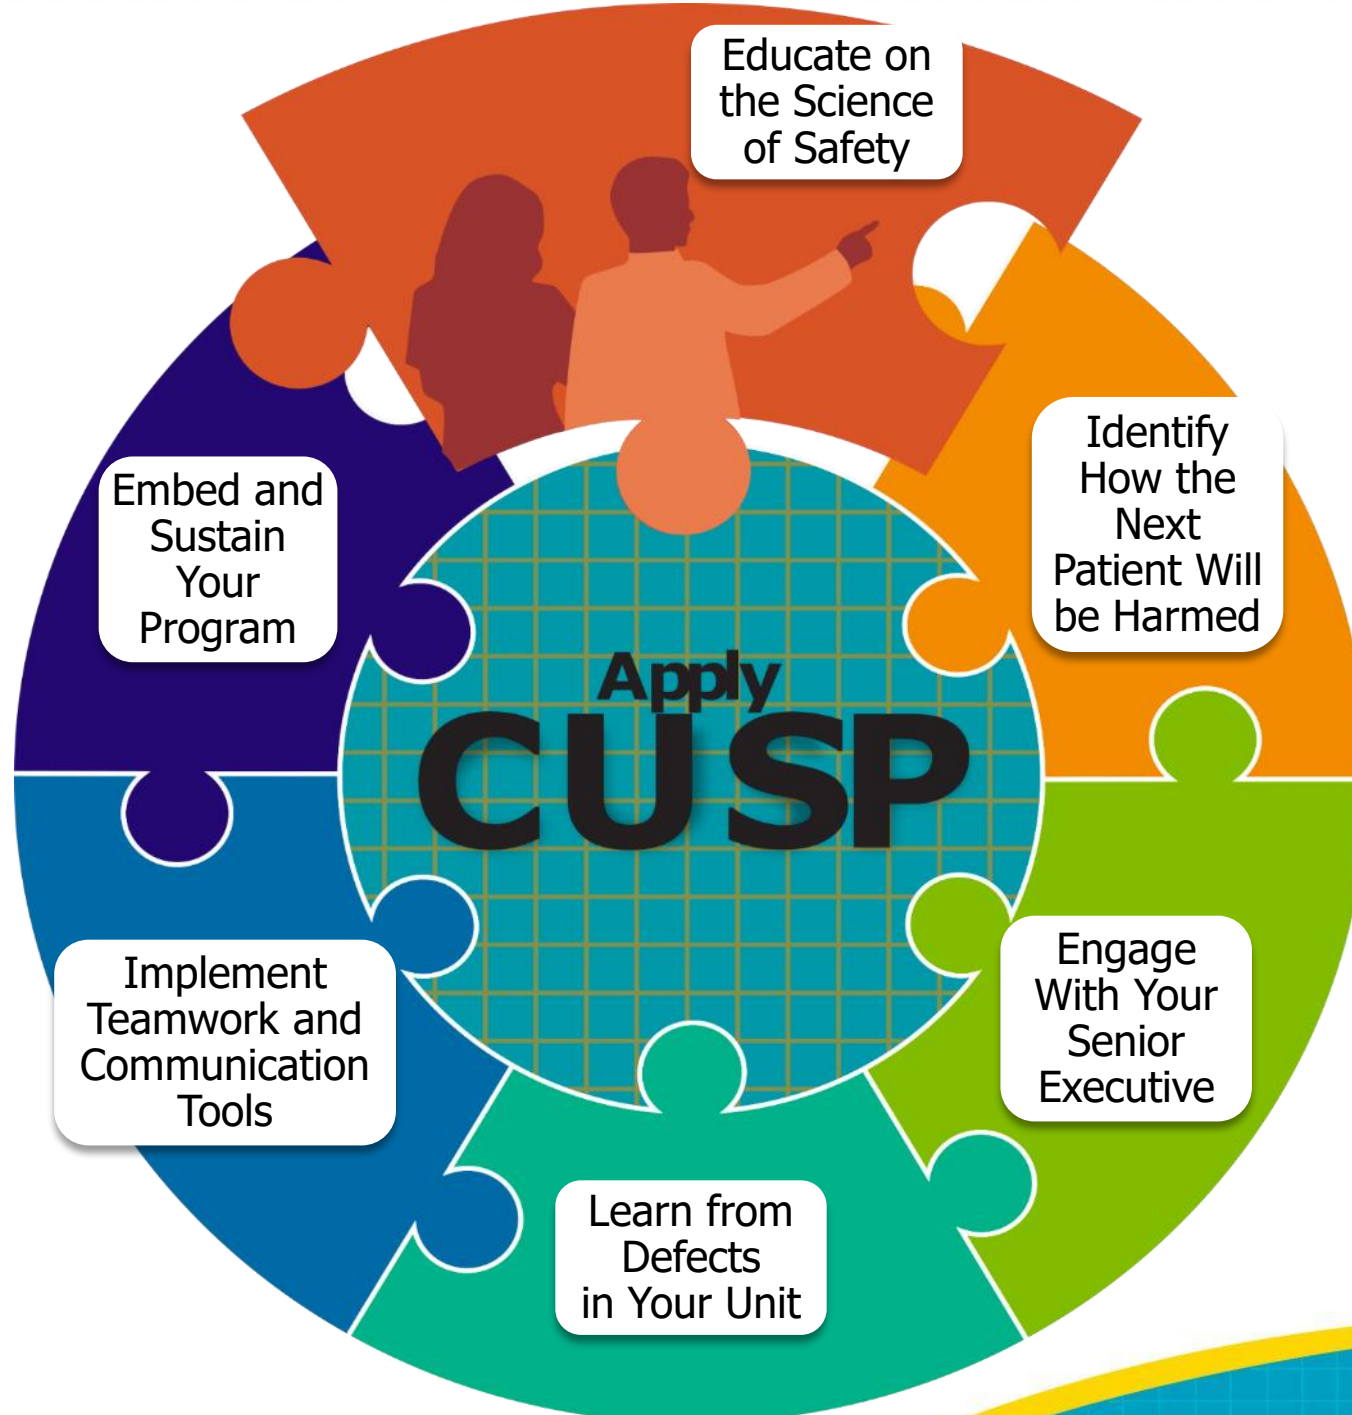 Educate on
the Science
of Safety
Identify
How the
Next
Patient Will
be Harmed
Engage
With Your
Senior
Executive
Learn from
Defects
in Your Unit
Implement
Teamwork and
Communication
Tools
Embed and
Sustain
Your
Program
Apply
CUSP